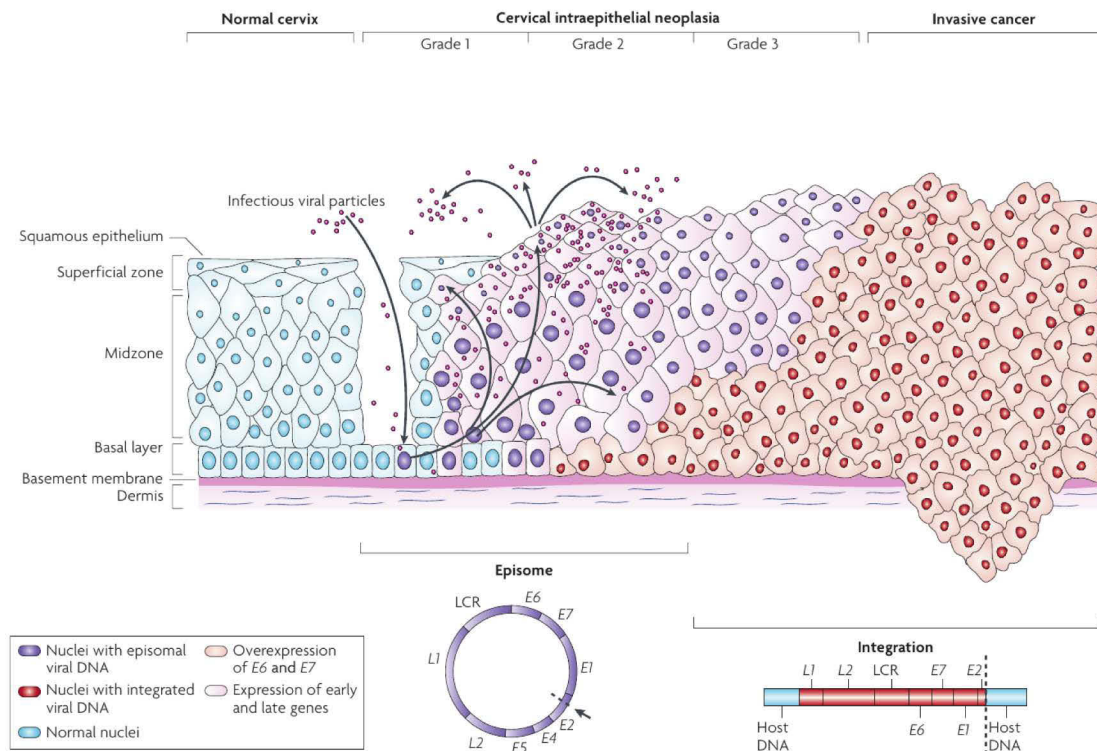 Normal cervix
Cervical intraepithelial neoplasia
Invasive cancer
Grade 1
Grade 2
Grade 3
Infectious viral particles
Squamous epithelium
Superficial zone
Midzone
Basal layer
Basement membrane
Dermis
Episome
LCR
E6
E7
E1
E2
E4
E5
L2
L1
Nuclei with episomal
viral DNA
Nuclei with integrated
viral DNA
Normal nuclei
Overexpression
of E6 and E7
Expression of early
and late genes
Integration
L1
L2
LCR
E7
E2
Host
DNA
E6
E1
Host
DNA